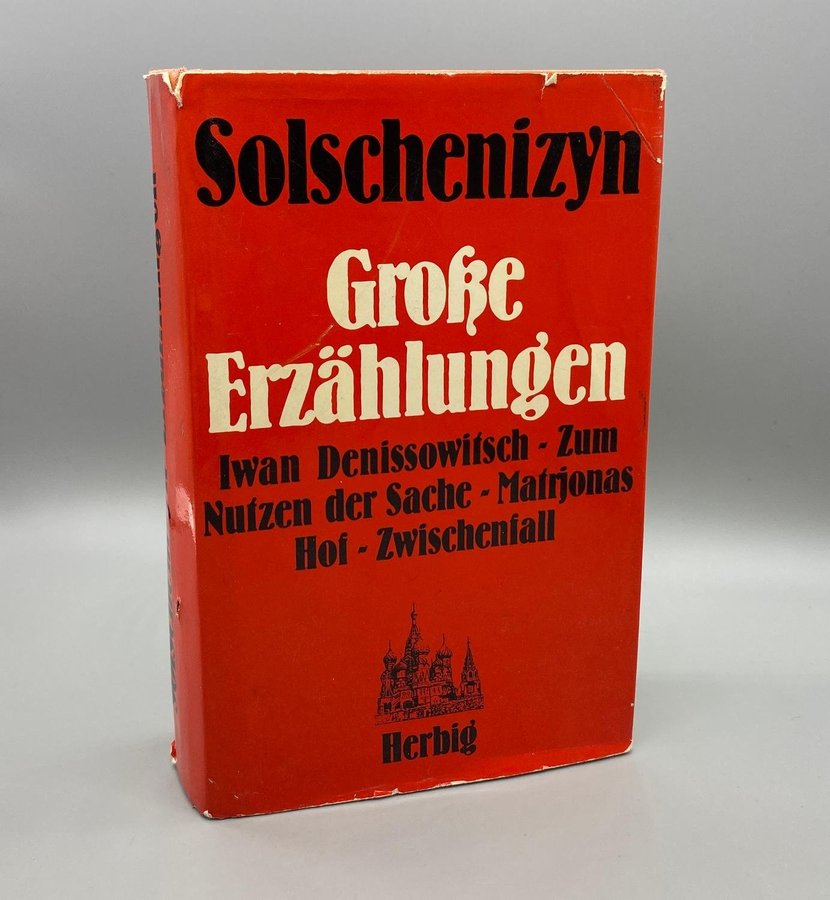 Solschenizyn
Große
Erzählungen
Iwan Denissowitsch - Zum
Nutzen der Sache - Matrjonas
Hof - Zwischenfall
Herbig